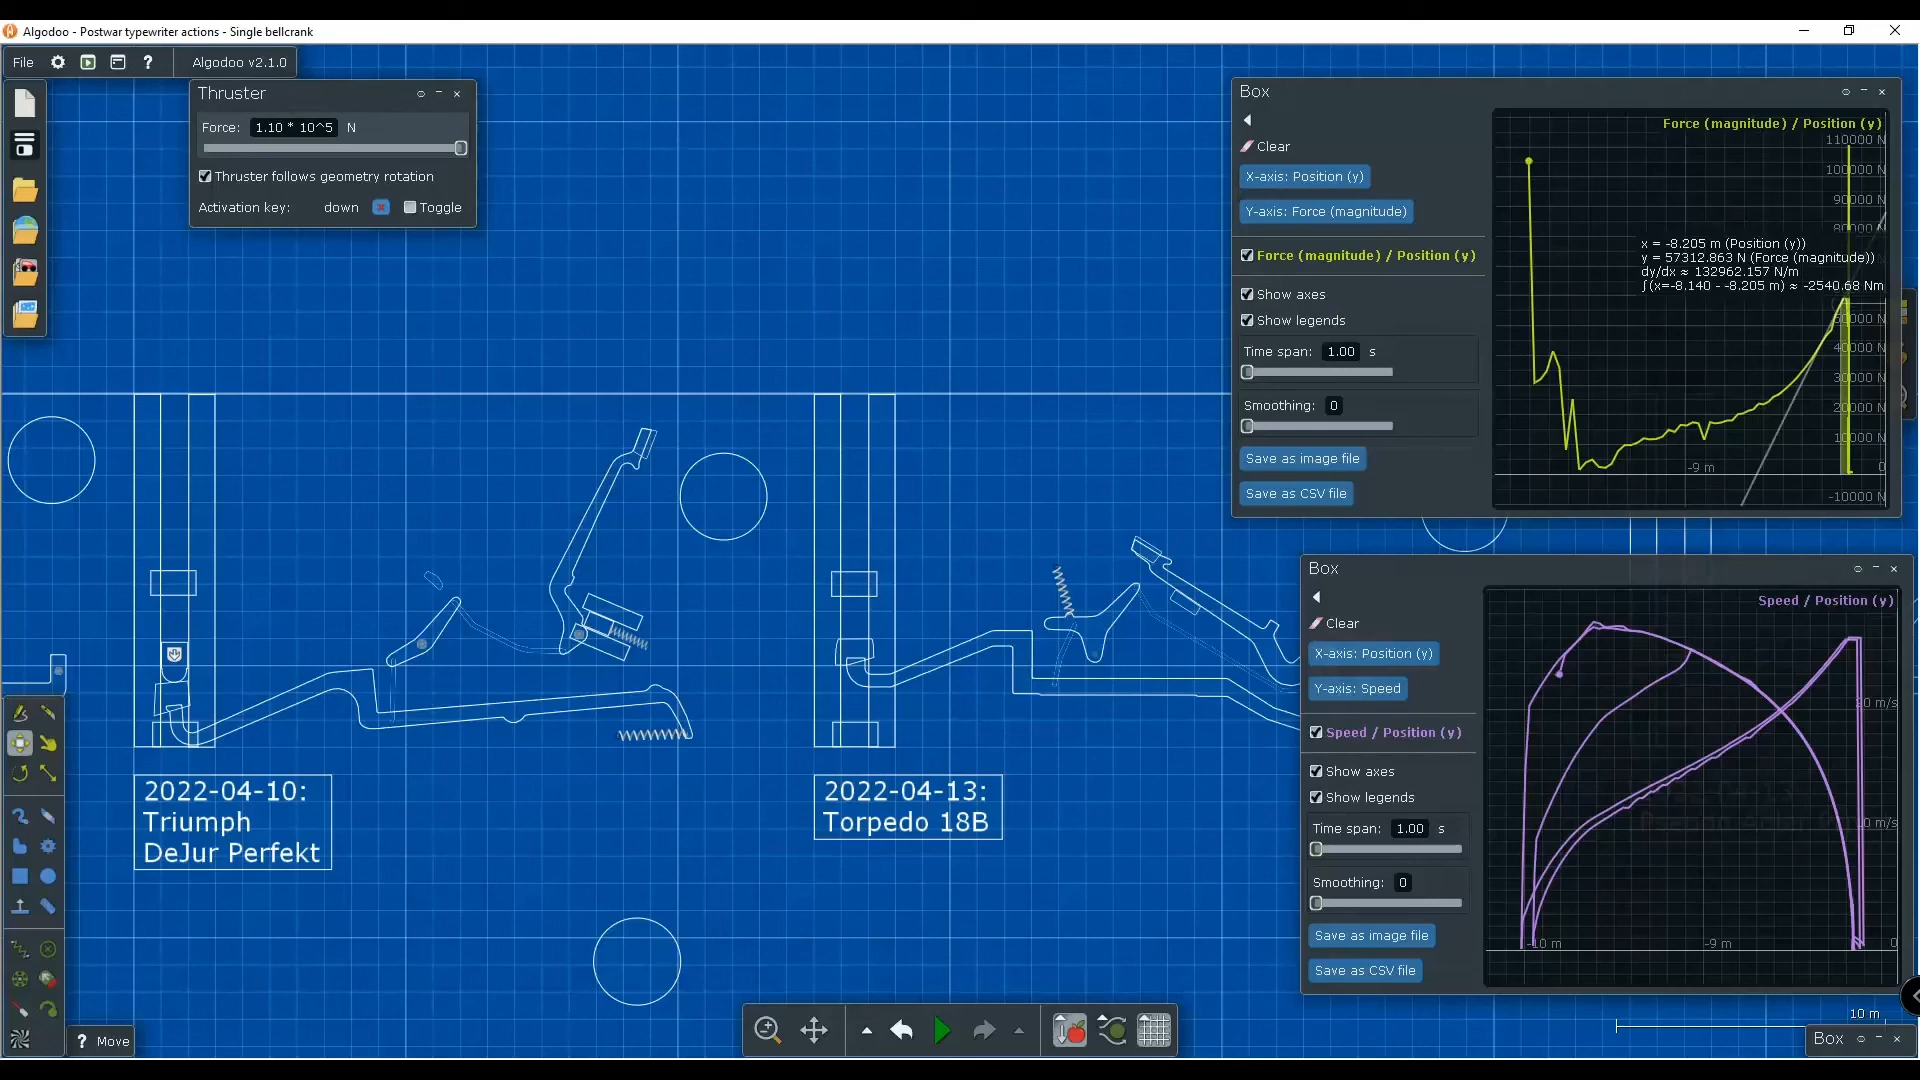 Algodoo - Postwar typewriter actions - Single bellcrank
File
?
Algodoo v2.1.0
Thruster
Force: 1.10 * 10^5 N
Thruster follows geometry rotation
Activation key: down
Toggle
Box
Clear
X-axis: Position (y)
Y-axis: Force (magnitude)
Force (magnitude) / Position (y)
Show axes
Show legends
Time span: 1.00 s
Smoothing: 0
Save as image file
Save as CSV file
Force (magnitude) / Position (y)
110000 N
100000 N
90000 N
80000 N
x = -8.205 m (Position (y))
y = 57312.863 N (Force (magnitude))
dy/dx ≈ 132962.157 N/m
∫(x=-8.140 - -8.205 m) ≈ -2540.68 Nm
50000 N
40000 N
30000 N
20000 N
10000 N
-9 m
0
-10000 N
Box
Clear
X-axis: Position (y)
Y-axis: Speed
Speed / Position (y)
Show axes
Show legends
Time span: 1.00 s
Smoothing: 0
Save as image file
Save as CSV file
Speed / Position (y)
-10 m
-9 m
0
2022-04-10:
Triumph
DeJur Perfekt
2022-04-13:
Torpedo 18B
? Move
10 m
Box